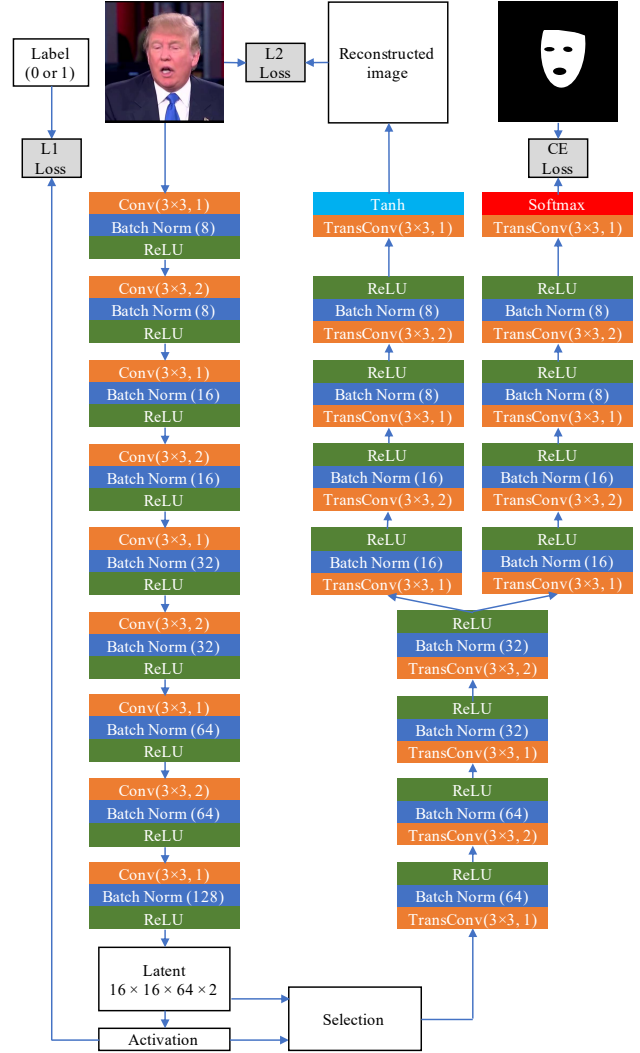 Label
(0 or 1)
L1
Loss
L2
Loss
Reconstructed
image
CE
Loss
Conv(3×3, 1)
Batch Norm (8)
ReLU
Conv(3×3, 2)
Batch Norm (8)
ReLU
Conv(3×3, 1)
Batch Norm (16)
ReLU
Conv(3×3, 2)
Batch Norm (16)
ReLU
Conv(3×3, 1)
Batch Norm (32)
ReLU
Conv(3×3, 2)
Batch Norm (32)
ReLU
Conv(3×3, 1)
Batch Norm (64)
ReLU
Conv(3×3, 2)
Batch Norm (64)
ReLU
Conv(3×3, 1)
Batch Norm (128)
ReLU
Latent
16 × 16 × 64 × 2
Activation
Selection
Tanh
TransConv(3×3, 1)
ReLU
Batch Norm (8)
TransConv(3×3, 2)
ReLU
Batch Norm (8)
TransConv(3×3, 1)
ReLU
Batch Norm (16)
TransConv(3×3, 2)
ReLU
Batch Norm (16)
TransConv(3×3, 1)
Softmax
TransConv(3×3, 1)
ReLU
Batch Norm (8)
TransConv(3×3, 2)
ReLU
Batch Norm (8)
TransConv(3×3, 1)
ReLU
Batch Norm (16)
TransConv(3×3, 2)
ReLU
Batch Norm (16)
TransConv(3×3, 1)
ReLU
Batch Norm (32)
TransConv(3×3, 2)
ReLU
Batch Norm (32)
TransConv(3×3, 1)
ReLU
Batch Norm (64)
TransConv(3×3, 2)
ReLU
Batch Norm (64)
TransConv(3×3, 1)